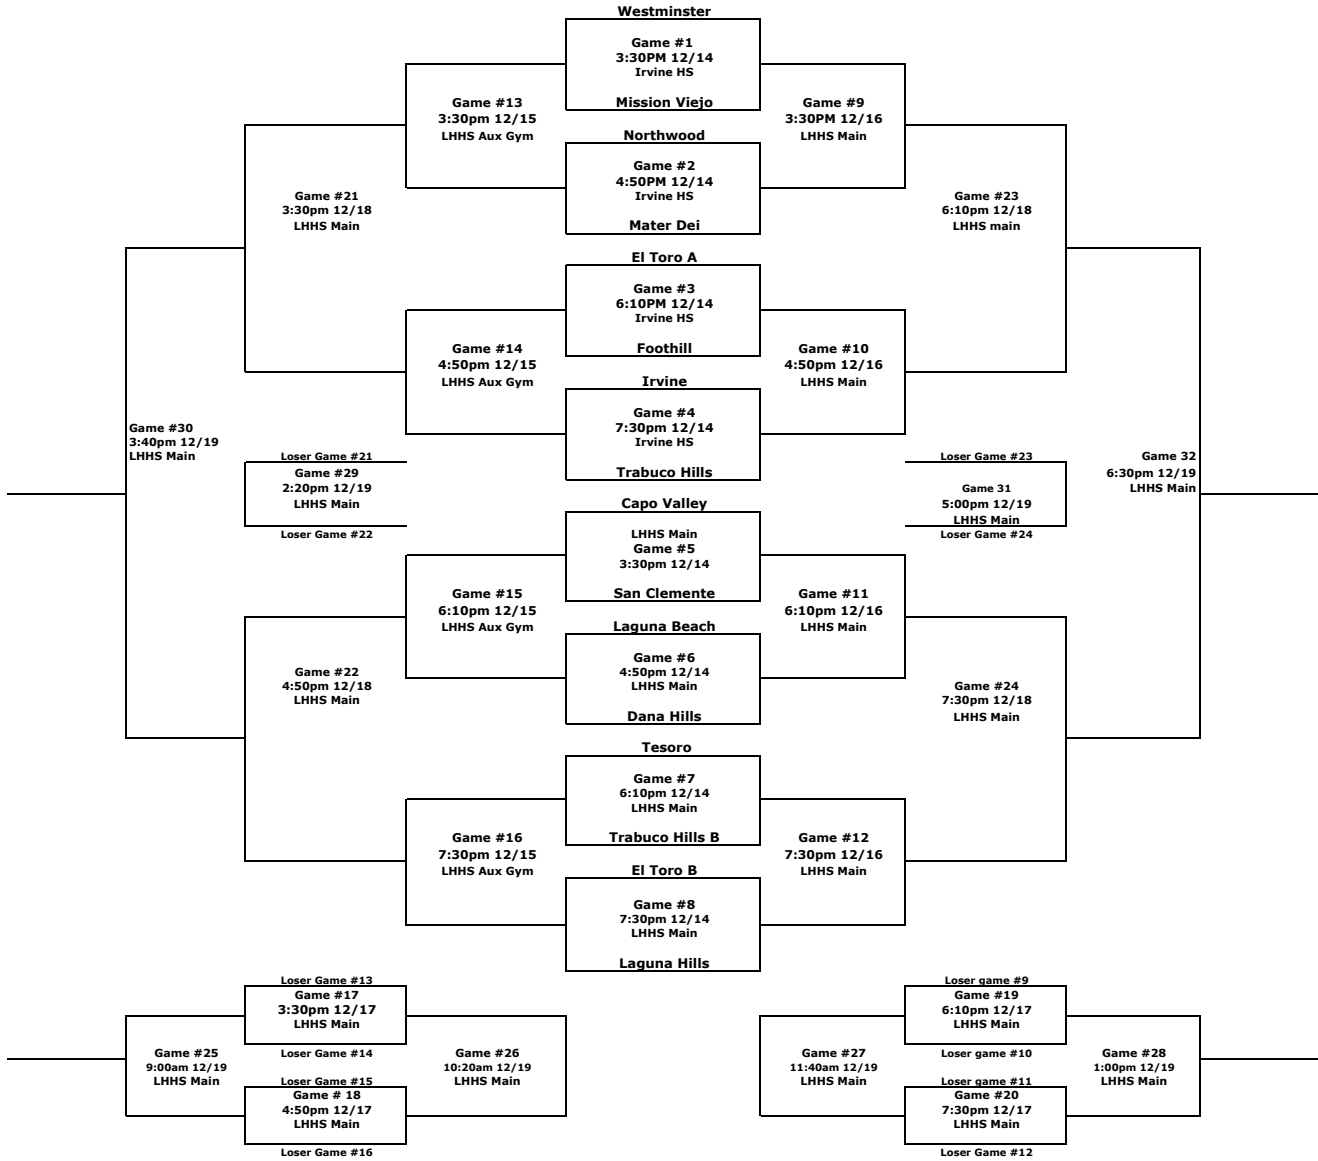 Westminster
Game #1
3:30PM 12/14
Irvine HS
Mission Viejo
Game #13
3:30pm 12/15
LHHS Aux Gym
Game #9
3:30PM 12/16
LHHS Main
Northwood
Game #2
4:50PM 12/14
Irvine HS
Mater Dei
Game #21
3:30pm 12/18
LHHS Main
Game #23
6:10pm 12/18
LHHS main
El Toro A
Game #3
6:10PM 12/14
Irvine HS
Foothill
Game #14
4:50pm 12/15
LHHS Aux Gym
Game #10
4:50pm 12/16
LHHS Main
Irvine
Game #4
7:30pm 12/14
Irvine HS
Trabuco Hills
Game #30
3:40pm 12/19
LHHS Main
Loser Game #21
Game #29
2:20pm 12/19
LHHS Main
Loser Game #22
Loser Game #23
Game 31
5:00pm 12/19
LHHS Main
Loser Game #24
Game 32
6:30pm 12/19
LHHS Main
Capo Valley
LHHS Main
Game #5
3:30pm 12/14
San Clemente
Game #15
6:10pm 12/15
LHHS Aux Gym
Game #11
6:10pm 12/16
LHHS Main
Laguna Beach
Game #6
4:50pm 12/14
LHHS Main
Dana Hills
Game #22
4:50pm 12/18
LHHS Main
Game #24
7:30pm 12/18
LHHS Main
Tesoro
Game #7
6:10pm 12/14
LHHS Main
Trabuco Hills B
Game #16
7:30pm 12/15
LHHS Aux Gym
Game #12
7:30pm 12/16
LHHS Main
El Toro B
Game #8
7:30pm 12/14
LHHS Main
Laguna Hills
Loser Game #13
Game #17
3:30pm 12/17
LHHS Main
Loser Game #14
Game #25
9:00am 12/19
LHHS Main
Game #26
10:20am 12/19
LHHS Main
Loser Game #15
Game # 18
4:50pm 12/17
LHHS Main
Loser Game #16
Loser game #9
Game #19
6:10pm 12/17
LHHS Main
Loser game #10
Game #27
11:40am 12/19
LHHS Main
Game #28
1:00pm 12/19
LHHS Main
Loser game #11
Game #20
7:30pm 12/17
LHHS Main
Loser Game #12